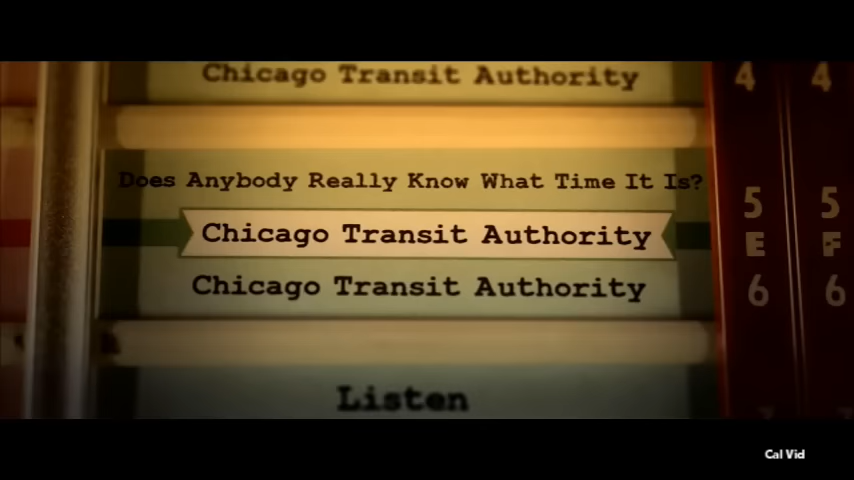 Chicago Transit Authority
4 4
Does Anybody Really Know What Time It Is?
5 5
Chicago Transit Authority
E F
Chicago Transit Authority
6 6
Listen
Cal Vid